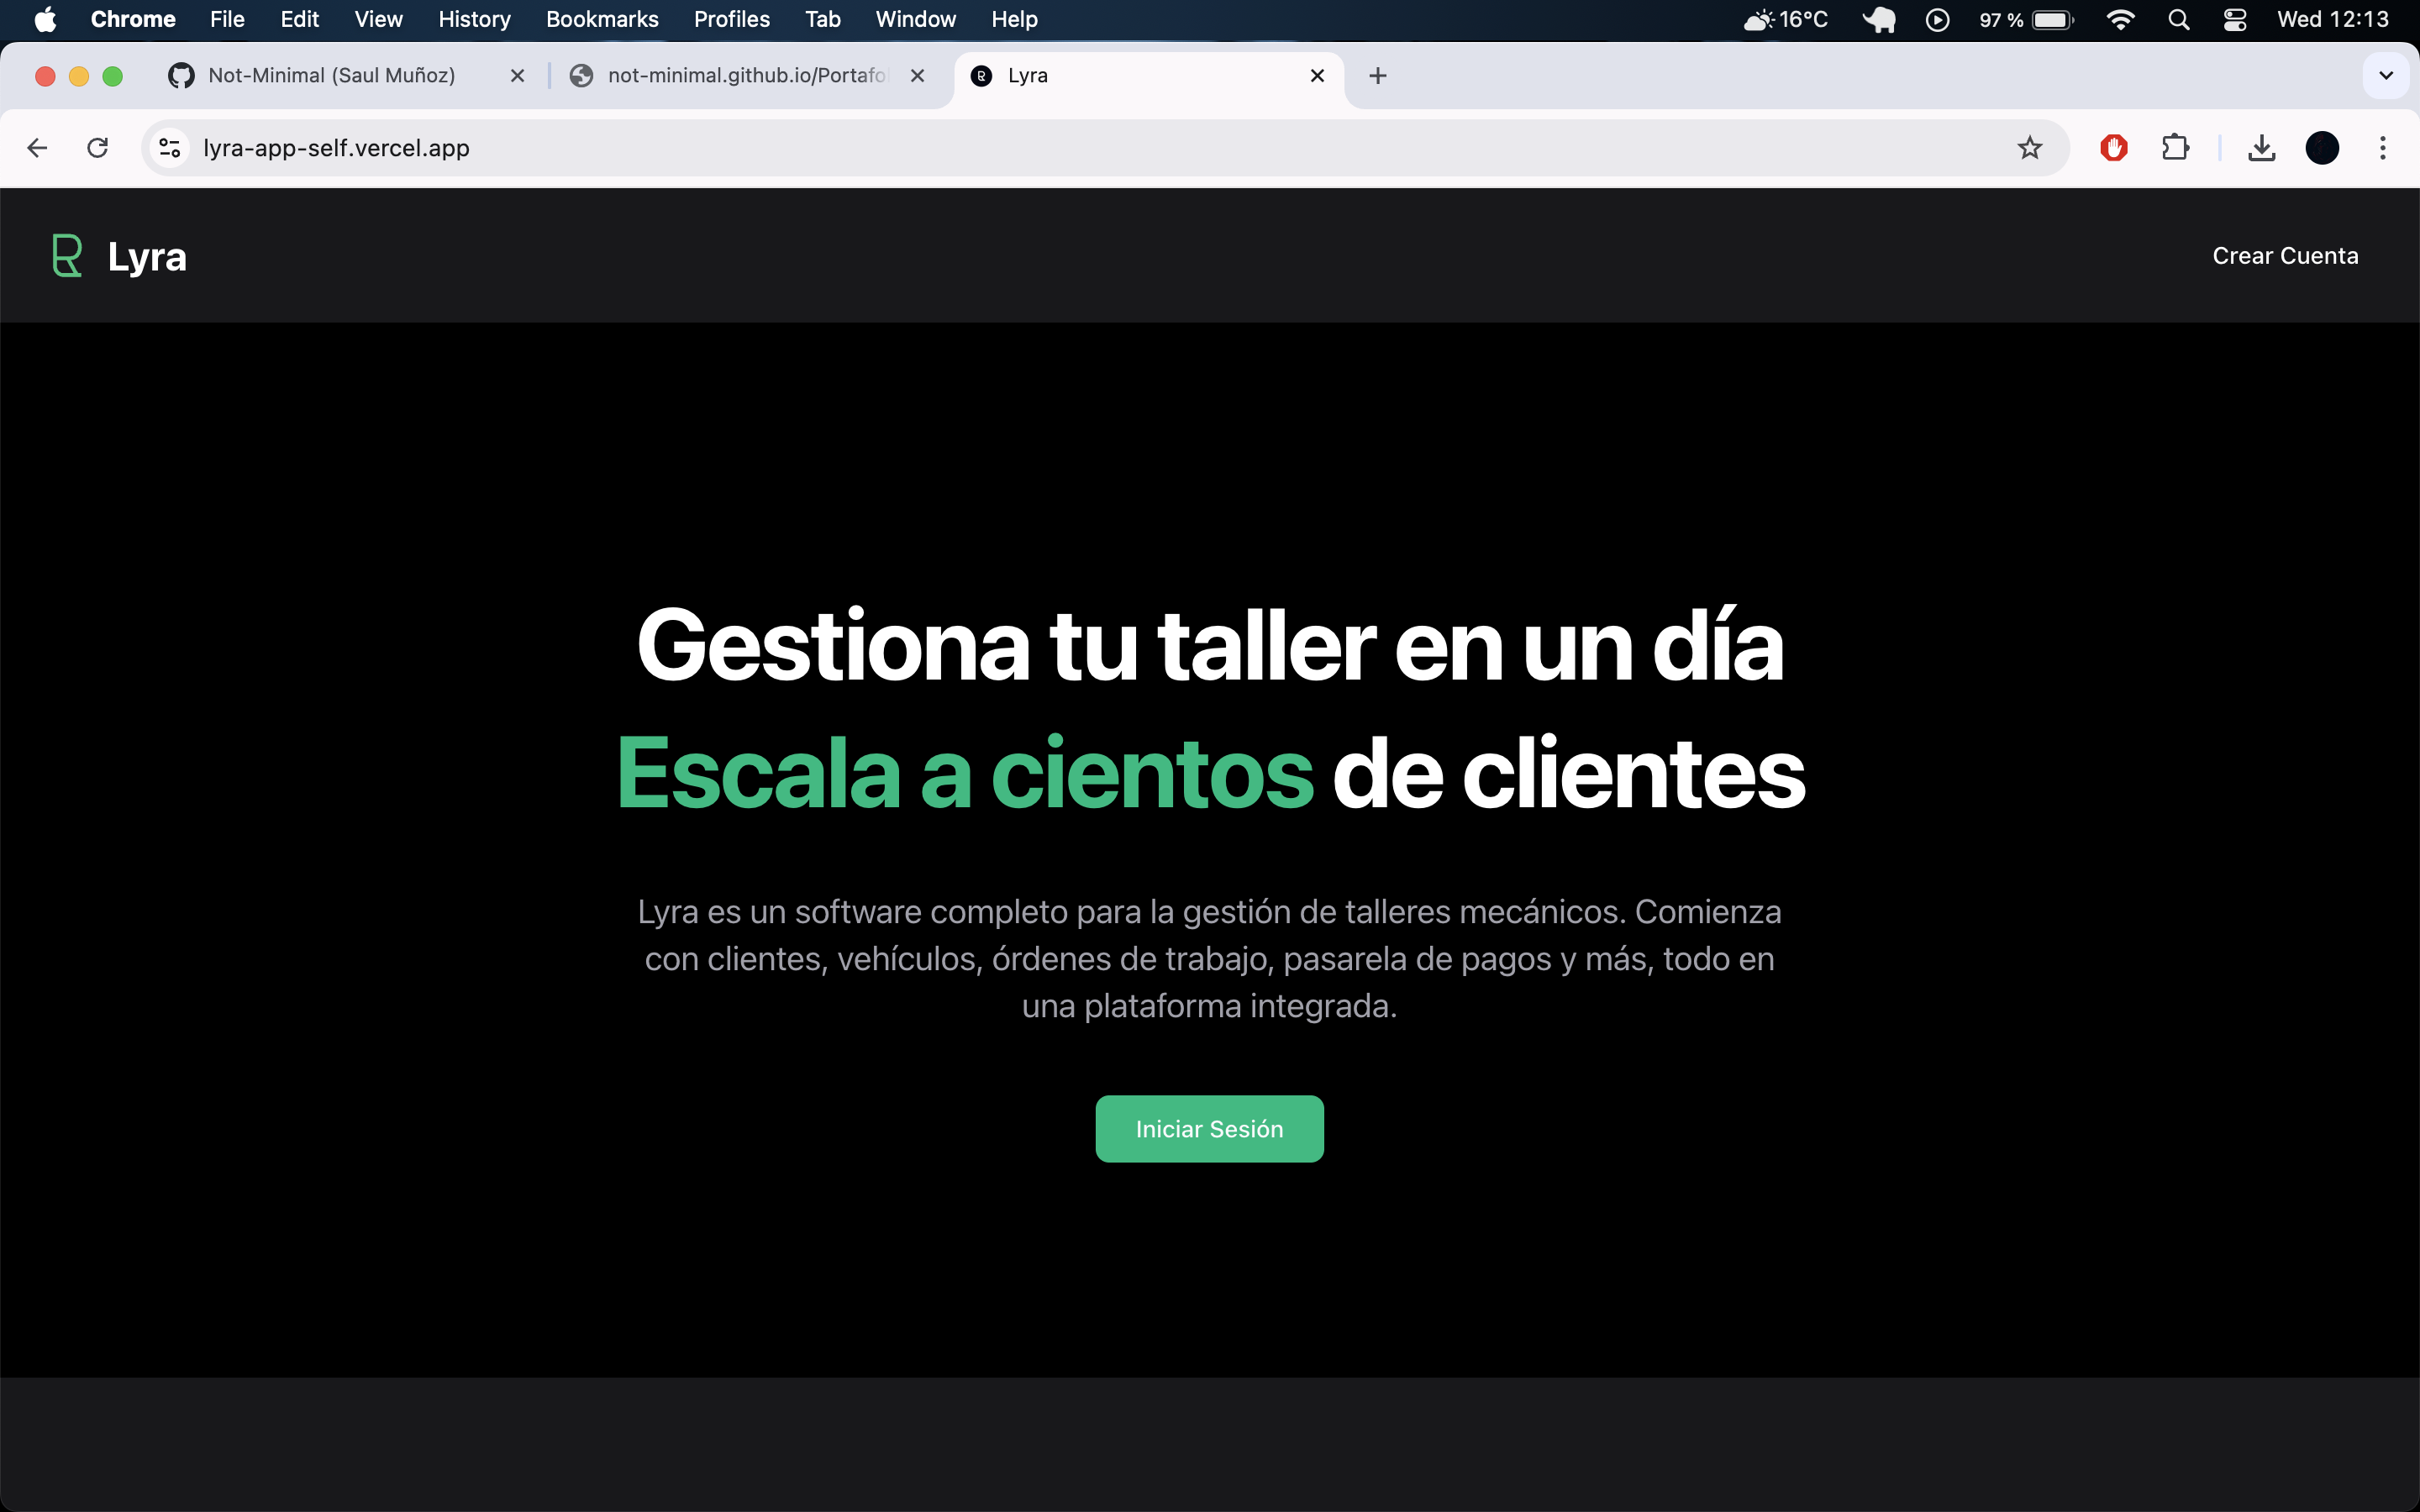 Chrome File Edit View History Bookmarks Profiles Tab Window Help 16°C 97 % Wed 12:13
Not-Minimal (Saul Muñoz) not-minimal.github.io/Portafo Lyra
lyra-app-self.vercel.app
Lyra Crear Cuenta
Gestiona tu taller en un día
Escala a cientos de clientes
Lyra es un software completo para la gestión de talleres mecánicos. Comienza
con clientes, vehículos, órdenes de trabajo, pasarela de pagos y más, todo en
una plataforma integrada.
Iniciar Sesión